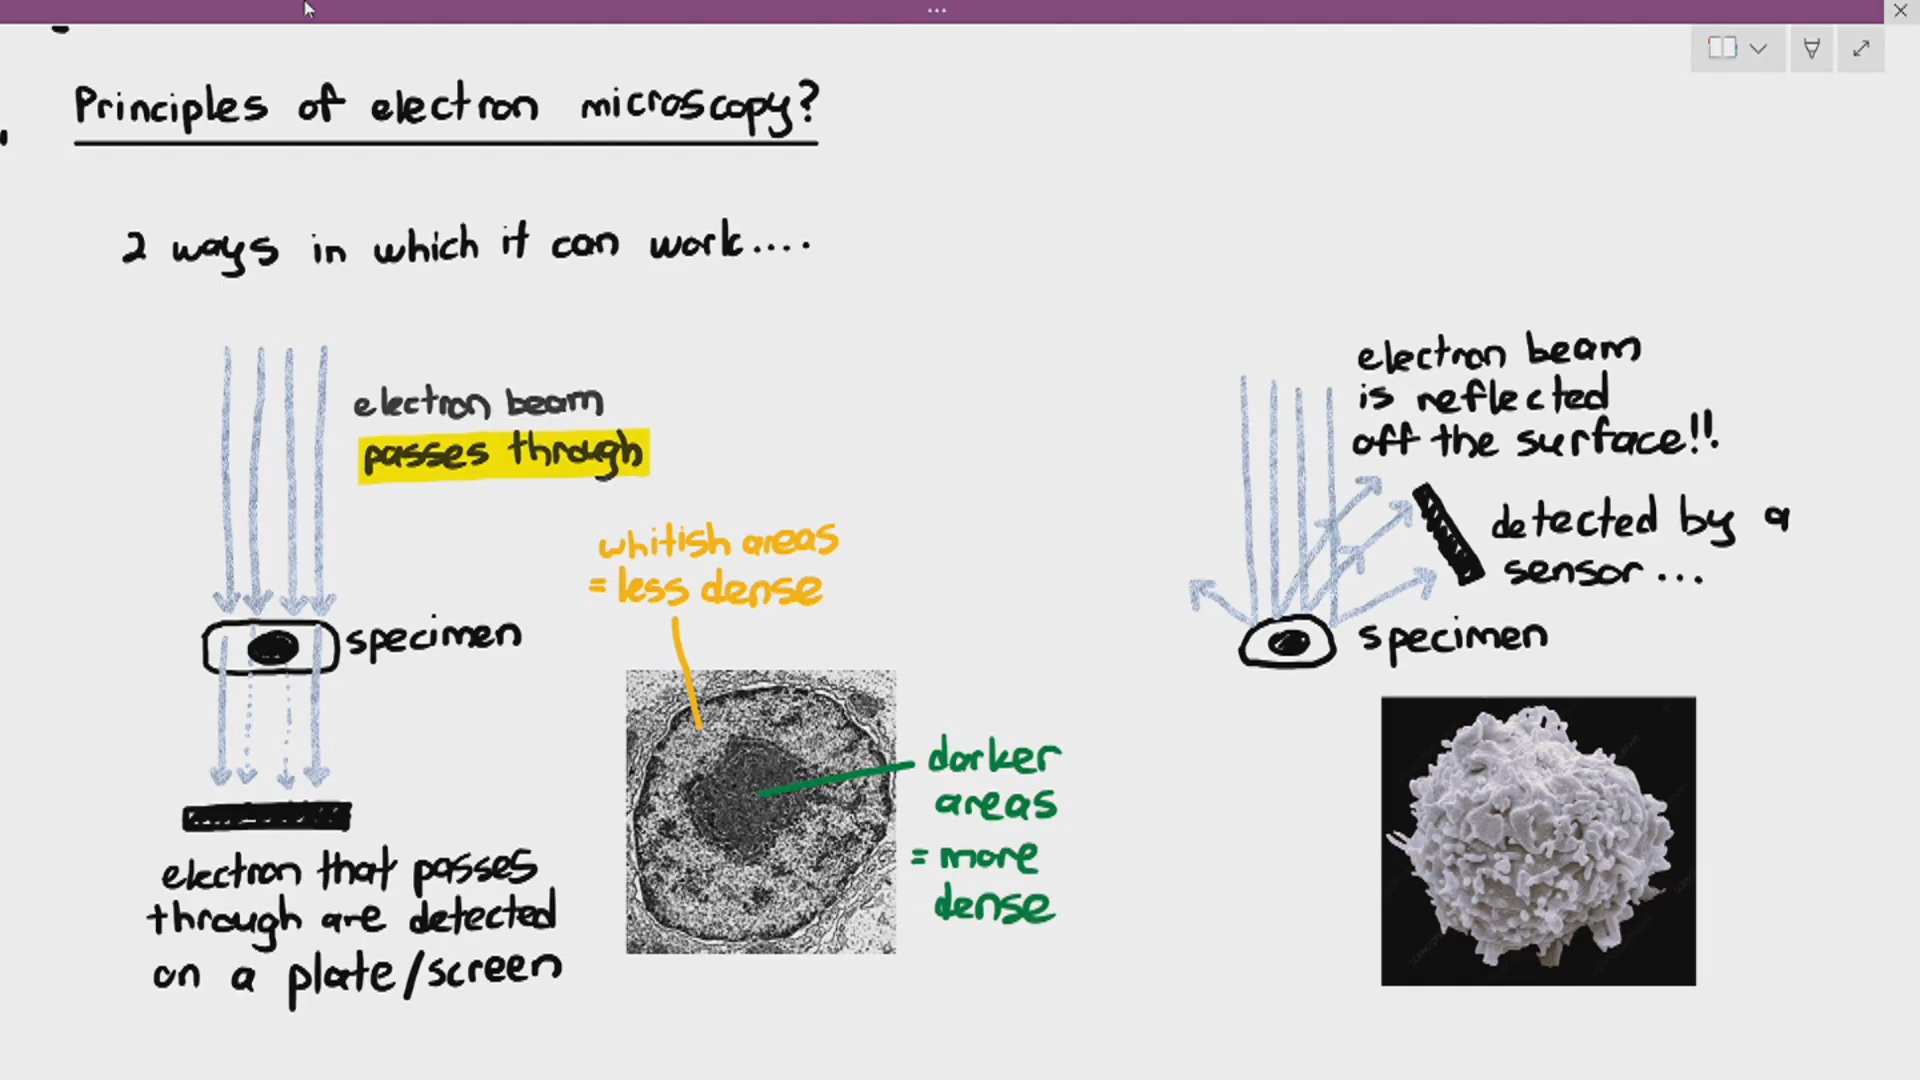 Principles of electron microscopy?
2 ways in which it can work....
electron beam
passes through
whitish areas
= less dense
specimen
darker
areas
= more
dense
electron that passes
through are detected
on a plate/screen
electron beam
is reflected
off the surface!!
detected by a
sensor...
specimen